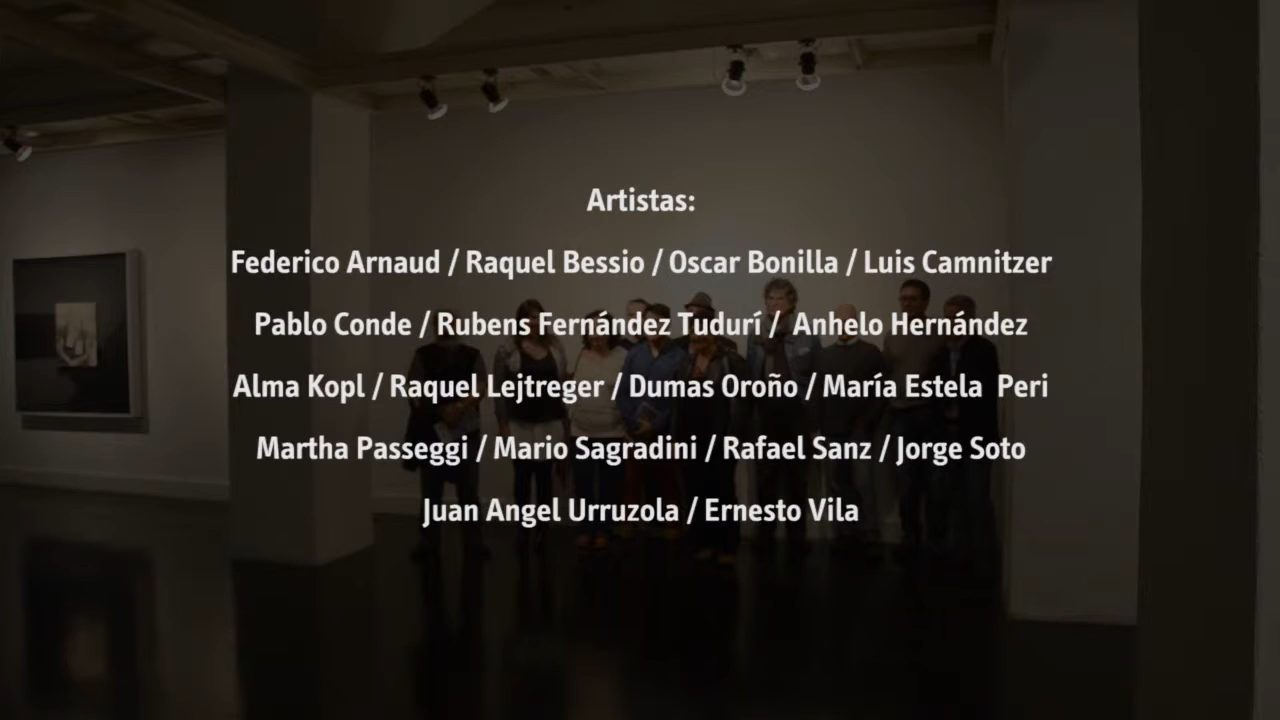 Artistas:
Federico Arnaud / Raquel Bessio / Oscar Bonilla / Luis Camnitzer
Pablo Conde / Rubens Fernández Tudurí / Anhelo Hernández
Alma Kopl / Raquel Lejtreger / Dumas Oroño / María Estela Peri
Martha Passeggi / Mario Sagradini / Rafael Sanz / Jorge Soto
Juan Angel Urruzola / Ernesto Vila